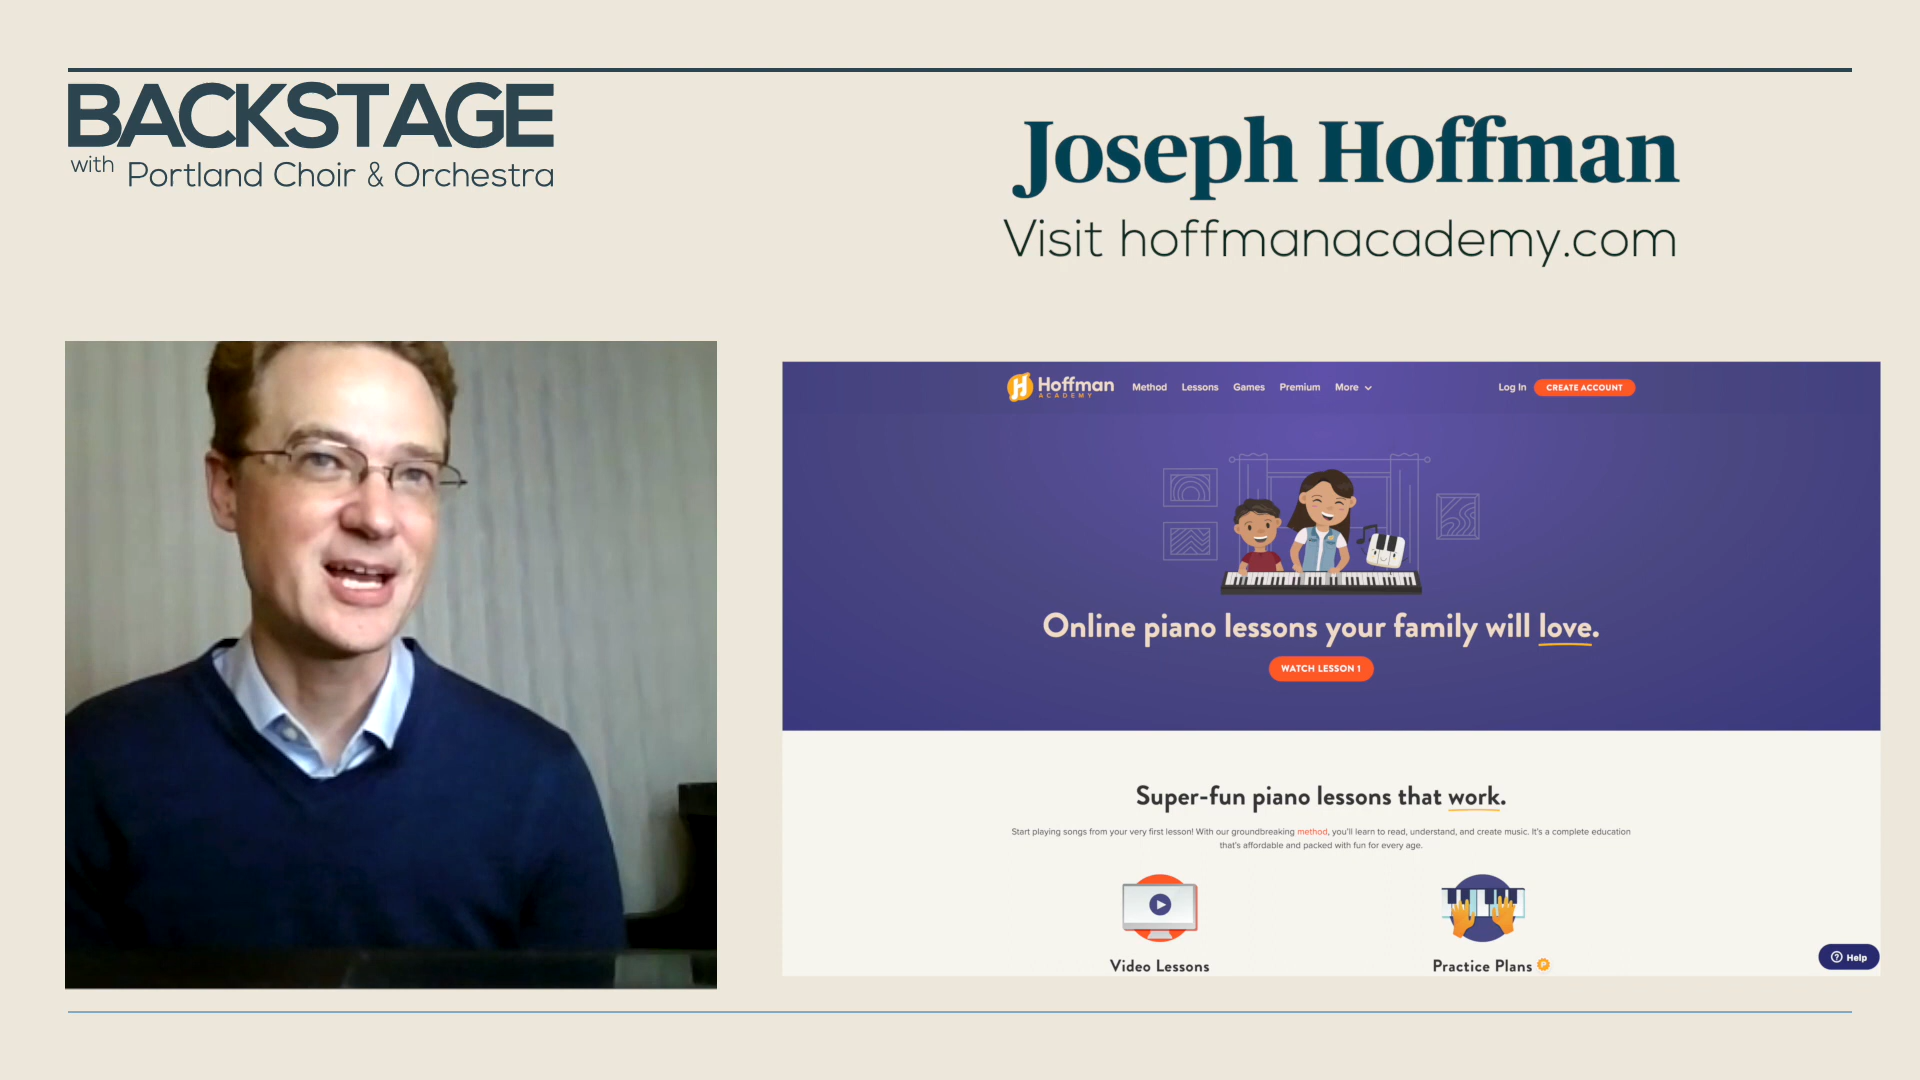 BACKSTAGE
with Portland Choir & Orchestra
Joseph Hoffman
Visit hoffmanacademy.com
Hoffman
ACADEMY
Method Lessons Games Premium More
Log In CREATE ACCOUNT
Online piano lessons your family will love.
WATCH LESSON 1
Super-fun piano lessons that work.
Start playing songs from your very first lesson! With our groundbreaking method, you'll learn to read, understand, and create music. It's a complete education
that's affordable and packed with fun for every age.
Video Lessons
Practice Plans P
? Help